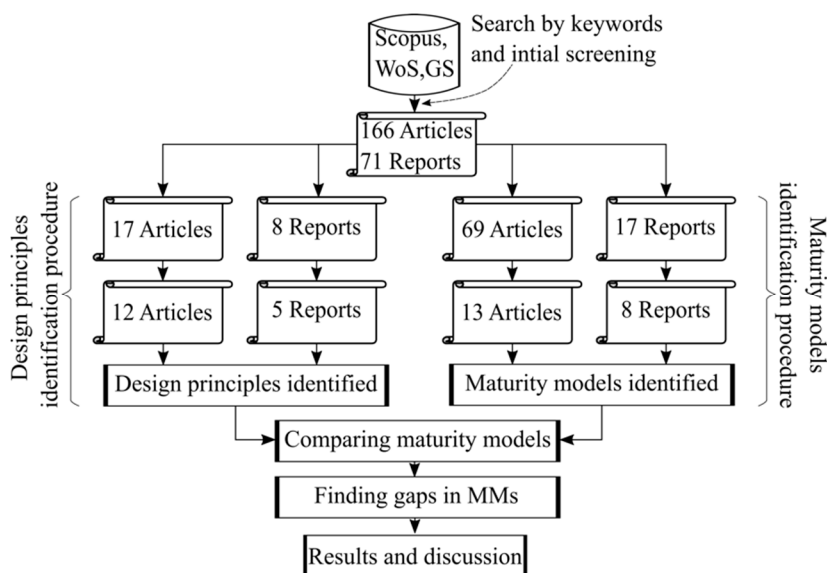 Scopus,
WoS,GS
Search by keywords
and intial screening
166 Articles
71 Reports
Design principles
identification procedure
17 Articles
8 Reports
69 Articles
17 Reports
12 Articles
5 Reports
13 Articles
8 Reports
Maturity models
identification procedure
Design principles identified
Maturity models identified
Comparing maturity models
Finding gaps in MMs
Results and discussion